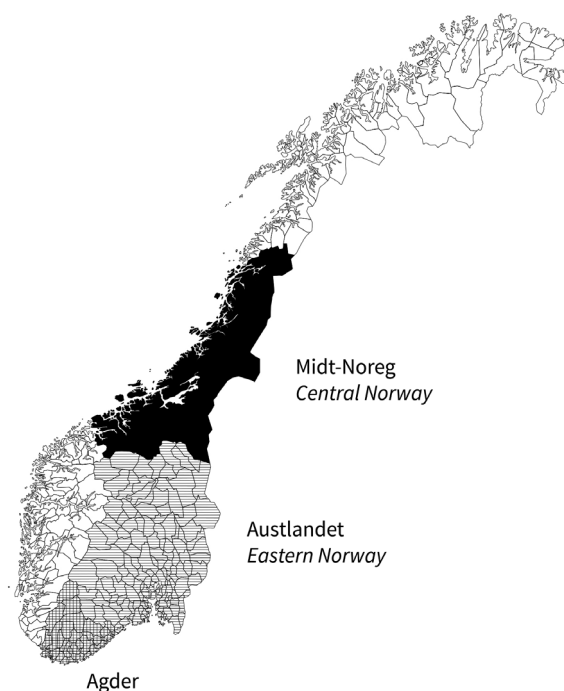 Midt-Noreg
Central Norway
Austlandet
Eastern Norway
Agder